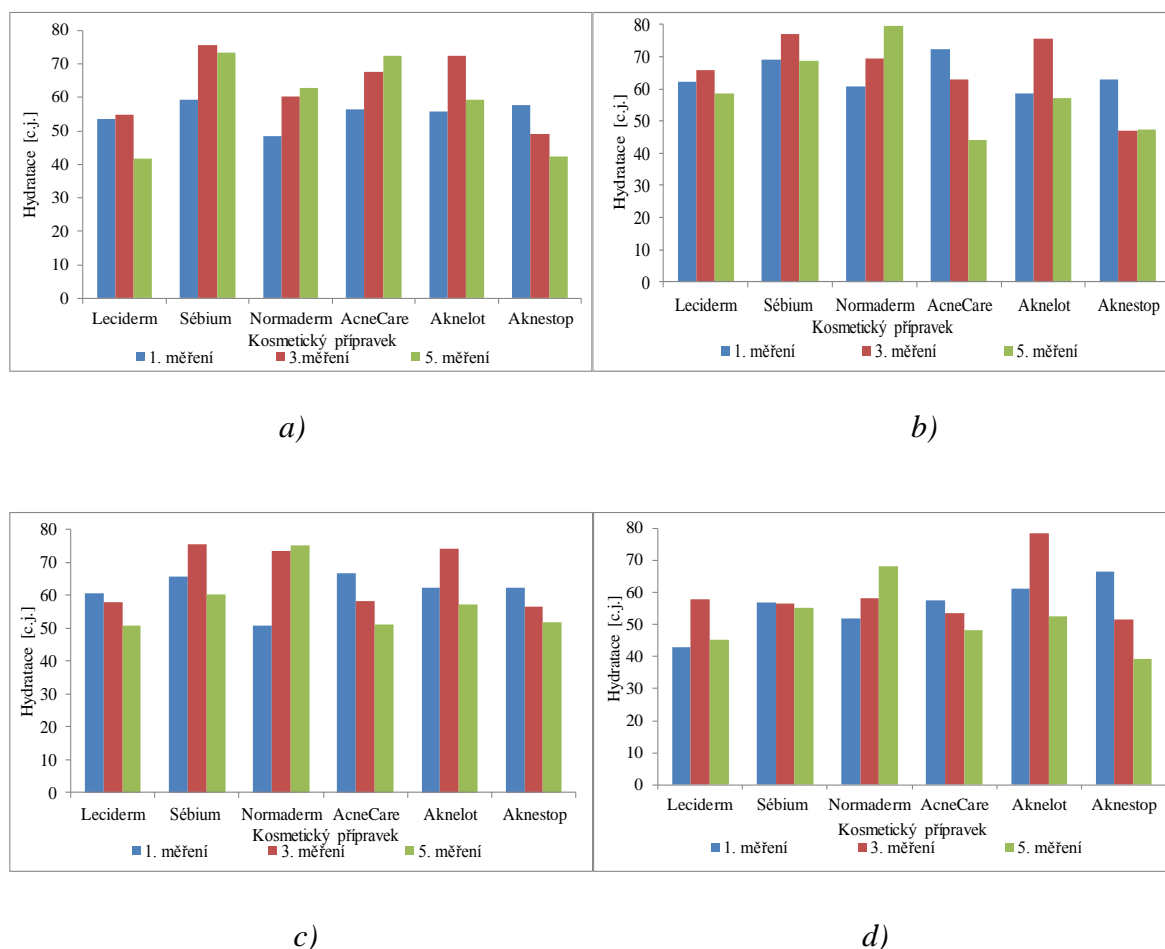 80
70
60
50
40
30
20
10
0
Hydratace [c.j.]
Leciderm Sébium Normaderm AcneCare Aknelot Aknestop
Kosmetický přípravek
1. měření 3.měření 5. měření
a)
80
70
60
50
40
30
20
10
0
Hydratace [c.j.]
Leciderm Sébium Normaderm AcneCare Aknelot Aknestop
Kosmetický přípravek
1. měření 3. měření 5. měření
b)
80
70
60
50
40
30
20
10
0
Hydratace [c.j.]
Leciderm Sébium Normaderm AcneCare Aknelot Aknestop
Kosmetický přípravek
1. měření 3. měření 5. měření
c)
80
70
60
50
40
30
20
10
0
Hydratace [c.j.]
Leciderm Sébium Normaderm AcneCare Aknelot Aknestop
Kosmetický přípravek
1. měření 3. měření 5. měření
d)